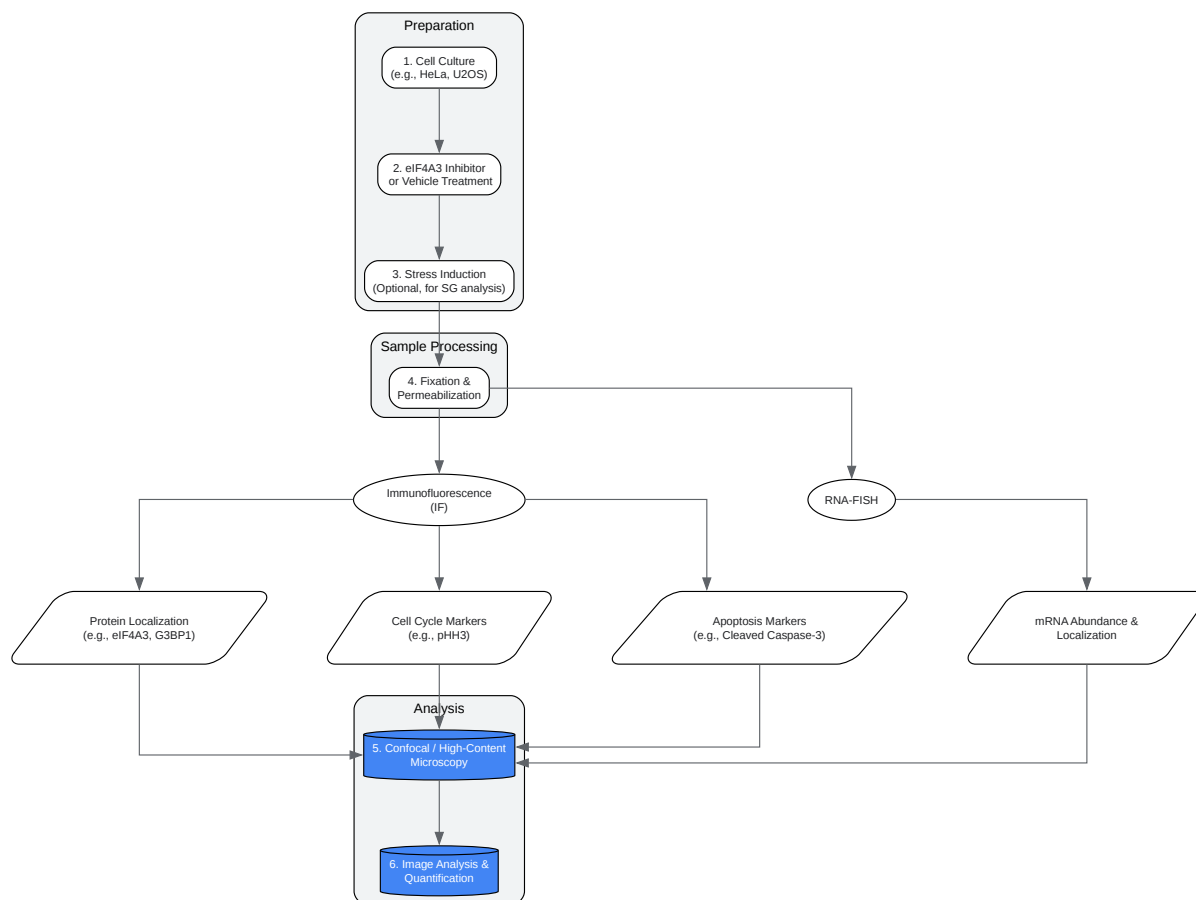 Preparation
1. Cell Culture
(e.g., HeLa, U2OS)
2. eIF4A3 Inhibitor
or Vehicle Treatment
3. Stress Induction
(Optional, for SG analysis)
Sample Processing
4. Fixation &
Permeabilization
Immunofluorescence
(IF)
RNA-FISH
Protein Localization
(e.g., eIF4A3, G3BP1)
Cell Cycle Markers
(e.g., pHH3)
Apoptosis Markers
(e.g., Cleaved Caspase-3)
mRNA Abundance &
Localization
Analysis
5. Confocal / High-Content
Microscopy
6. Image Analysis &
Quantification